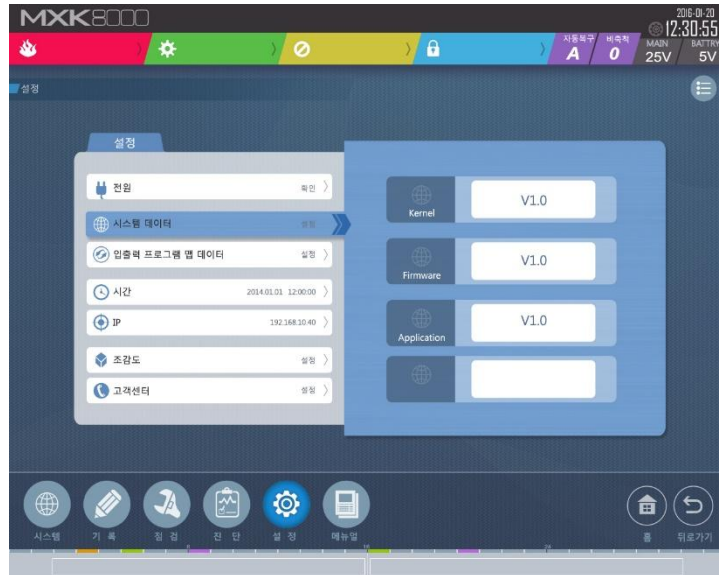 MXK8000
2016-01-20
12:30:55
자동복구
A
비축적
0
MAIN
25V
BATTRY
5V
설정
설정
전원
확인
시스템 데이터
설정
입출력 프로그램 맵 데이터
설정
시간
2014.01.01 12:00:00
IP
192.168.10.40
조감도
설정
고객센터
설정
Kernel
V1.0
Firmware
V1.0
Application
V1.0
시스템
기 록
점 검
진 단
설 정
메뉴얼
홈
뒤로가기